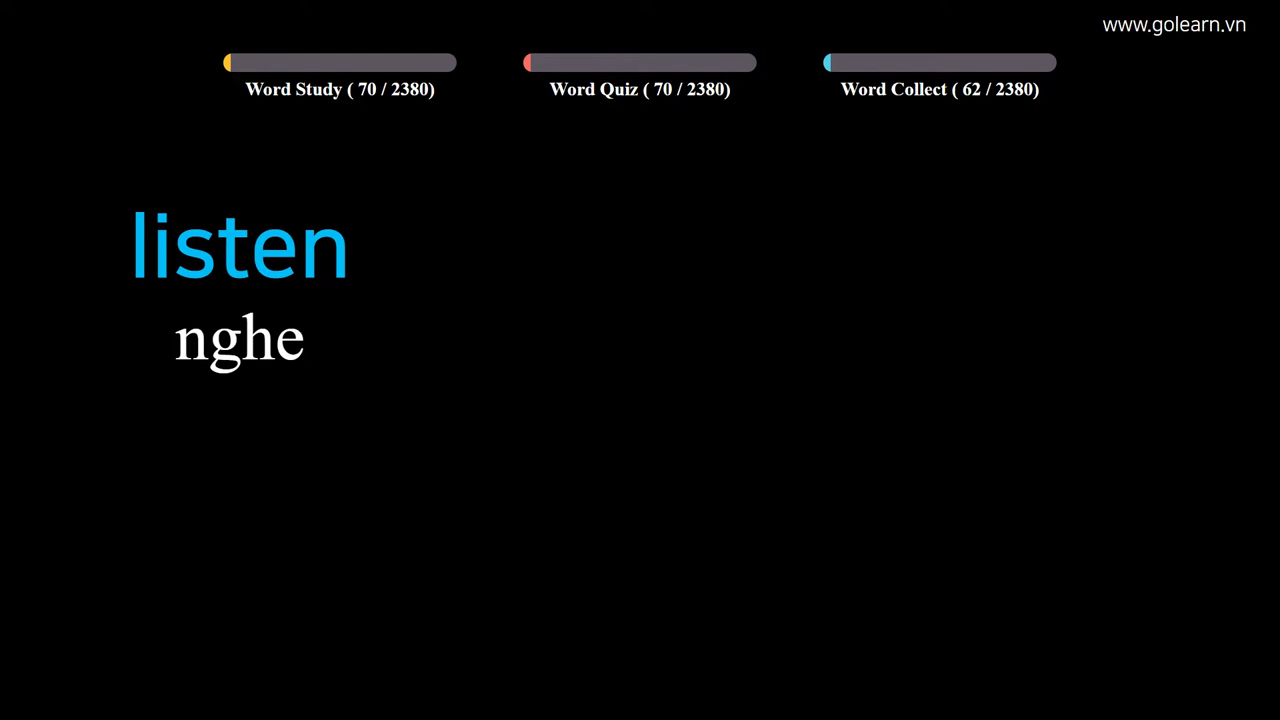 www.golearn.vn
Word Study ( 70 / 2380)
Word Quiz ( 70 / 2380)
Word Collect ( 62 / 2380)
listen
nghe